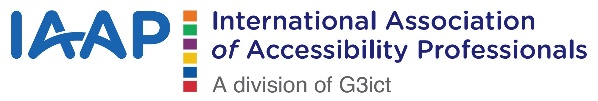 IAAP
International Association
of Accessibility Professionals
A division of G3ict